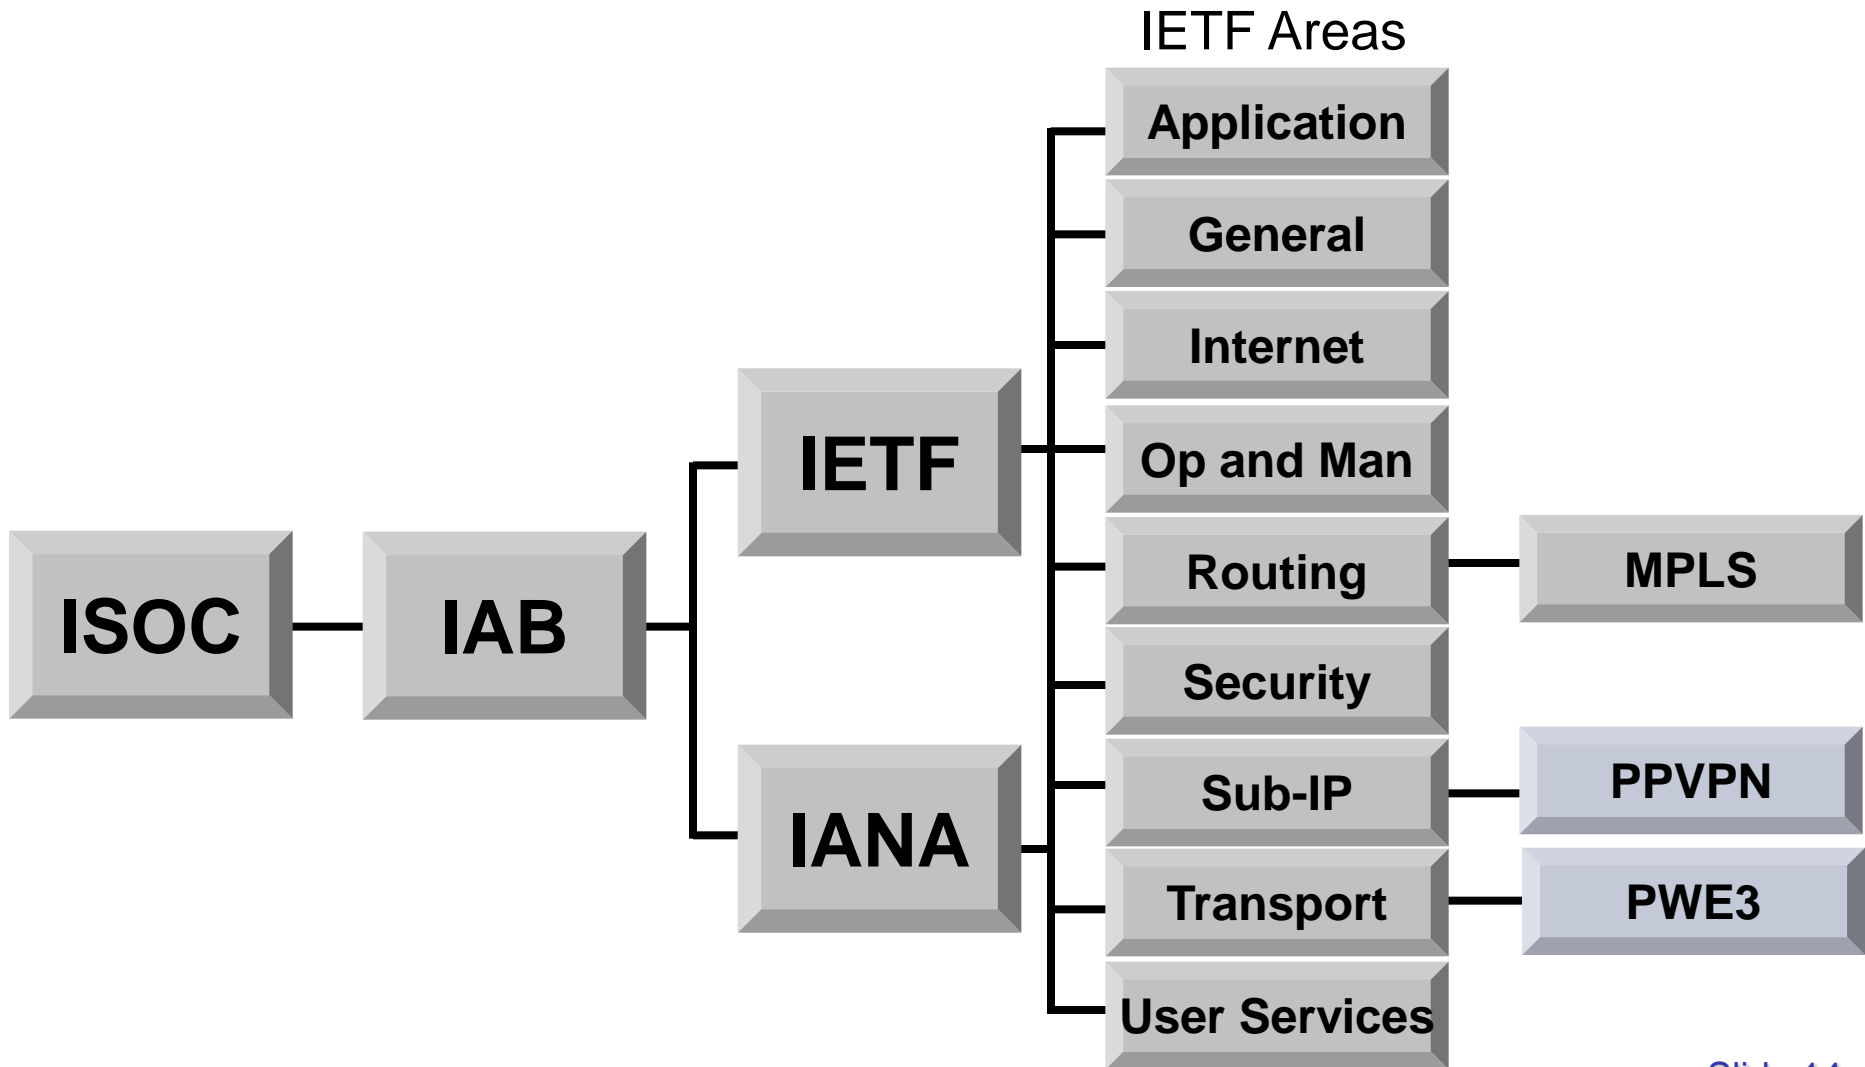 IETF Areas
Application
General
Internet
Op and Man
Routing
Security
Sub-IP
Transport
User Services
IETF
IANA
ISOC
IAB
MPLS
PPVPN
PWE3